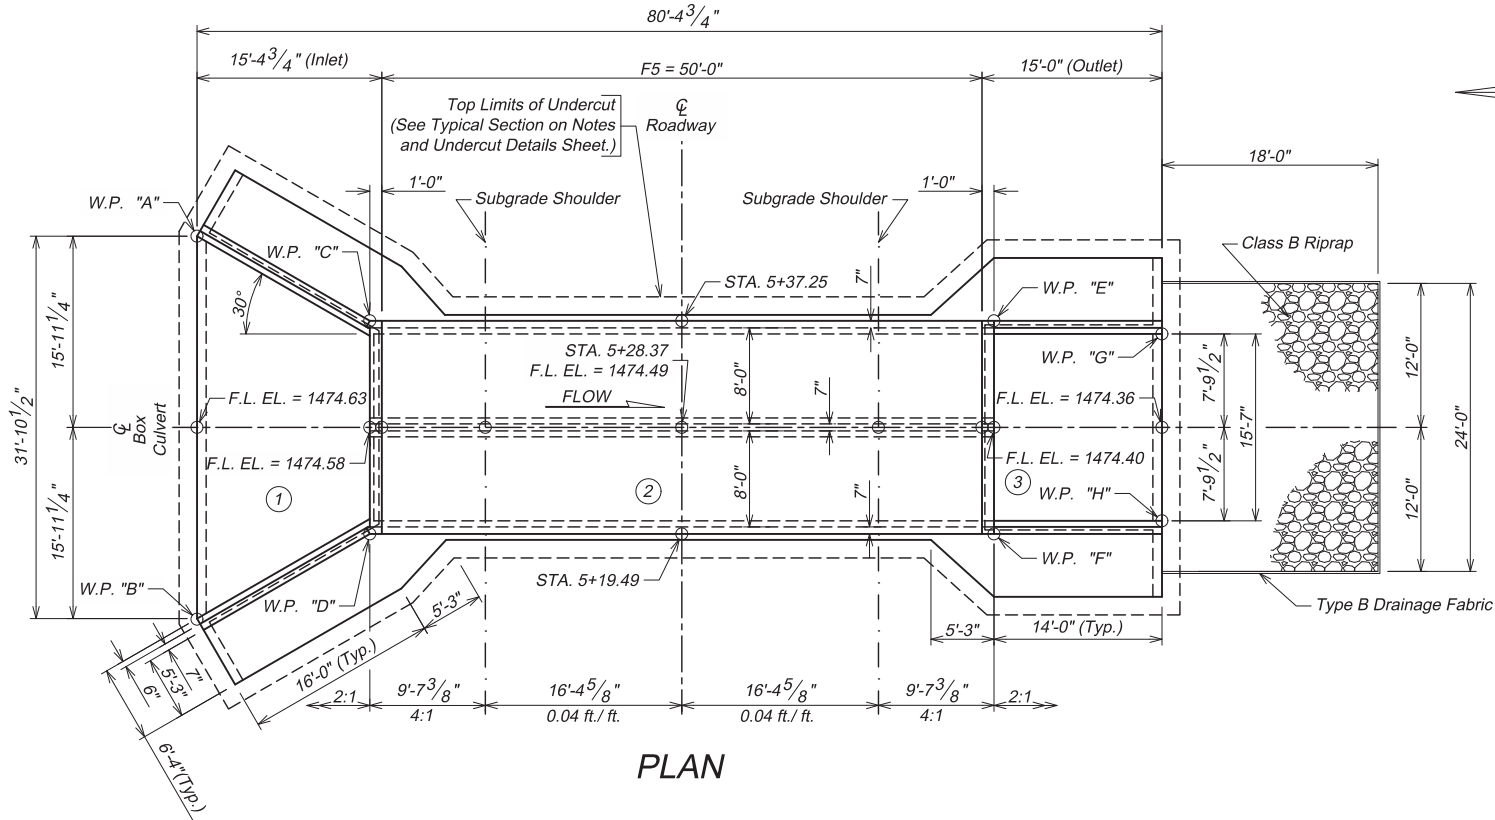 80'-4 3/4"
15'-4 3/4" (Inlet)
F5 = 50'-0"
15'-0" (Outlet)
Top Limits of Undercut
(See Typical Section on Notes
and Undercut Details Sheet.)
℄
Roadway
18'-0"
1'-0"
Subgrade Shoulder
Subgrade Shoulder
1'-0"
W.P. "A"
W.P. "C"
Class B Riprap
30°
STA. 5+37.25
7"
W.P. "E"
15'-11 1/4"
STA. 5+28.37
F.L. EL. = 1474.49
FLOW
8'-0"
7"
W.P. "G"
7'-9 1/2"
12'-0"
F.L. EL. = 1474.63
F.L. EL. = 1474.36
31'-10 1/2"
℄
Box
Culvert
15'-7"
24'-0"
F.L. EL. = 1474.58
F.L. EL. = 1474.40
1
2
3
8'-0"
7"
W.P. "H"
7'-9 1/2"
12'-0"
15'-11 1/4"
W.P. "B"
W.P. "D"
STA. 5+19.49
W.P. "F"
Type B Drainage Fabric
5'-3"
5'-3"
14'-0" (Typ.)
16'-0" (Typ.)
7"
5'-3"
6"
6'-4" (Typ.)
2:1
9'-7 3/8"
4:1
16'-4 5/8"
0.04 ft./ ft.
16'-4 5/8"
0.04 ft./ ft.
9'-7 3/8"
4:1
2:1
PLAN